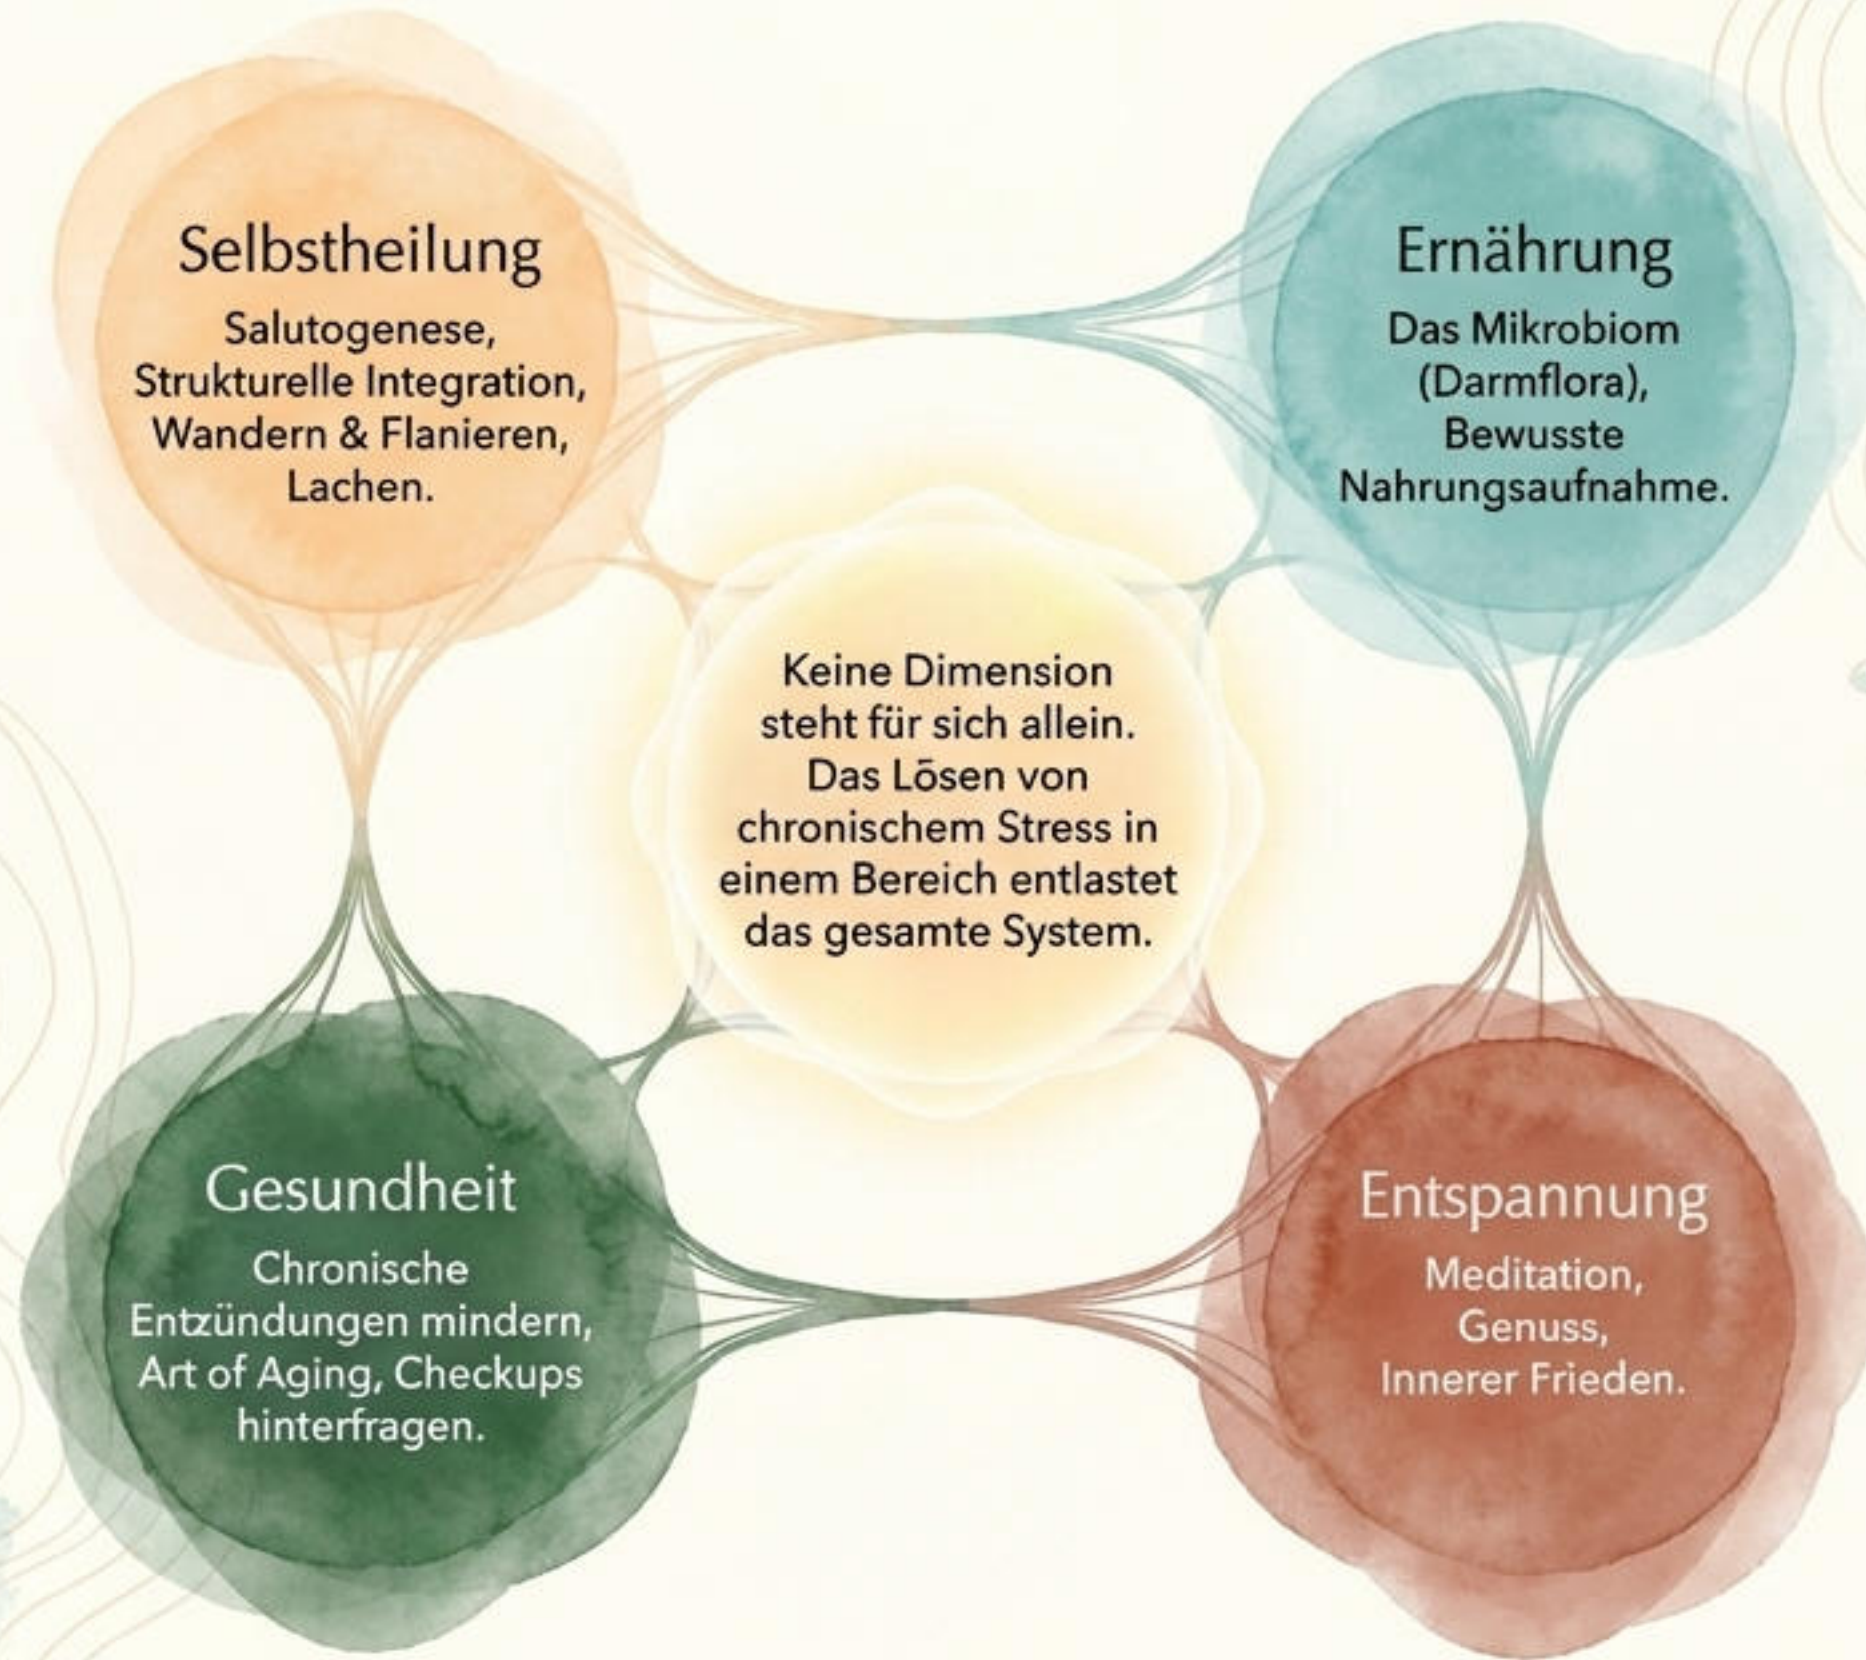 Selbstheilung
Salutogenese,
Strukturelle Integration,
Wandern & Flanieren,
Lachen.
Ernährung
Das Mikrobiom
(Darmflora),
Bewusste
Nahrungsaufnahme.
Keine Dimension
steht für sich allein.
Das Lōsen von
chronischem Stress in
einem Bereich entlastet
das gesamte System.
Gesundheit
Chronische
Entzündungen mindern,
Art of Aging, Checkups
hinterfragen.
Entspannung
Meditation,
Genuss,
Innerer Frieden.